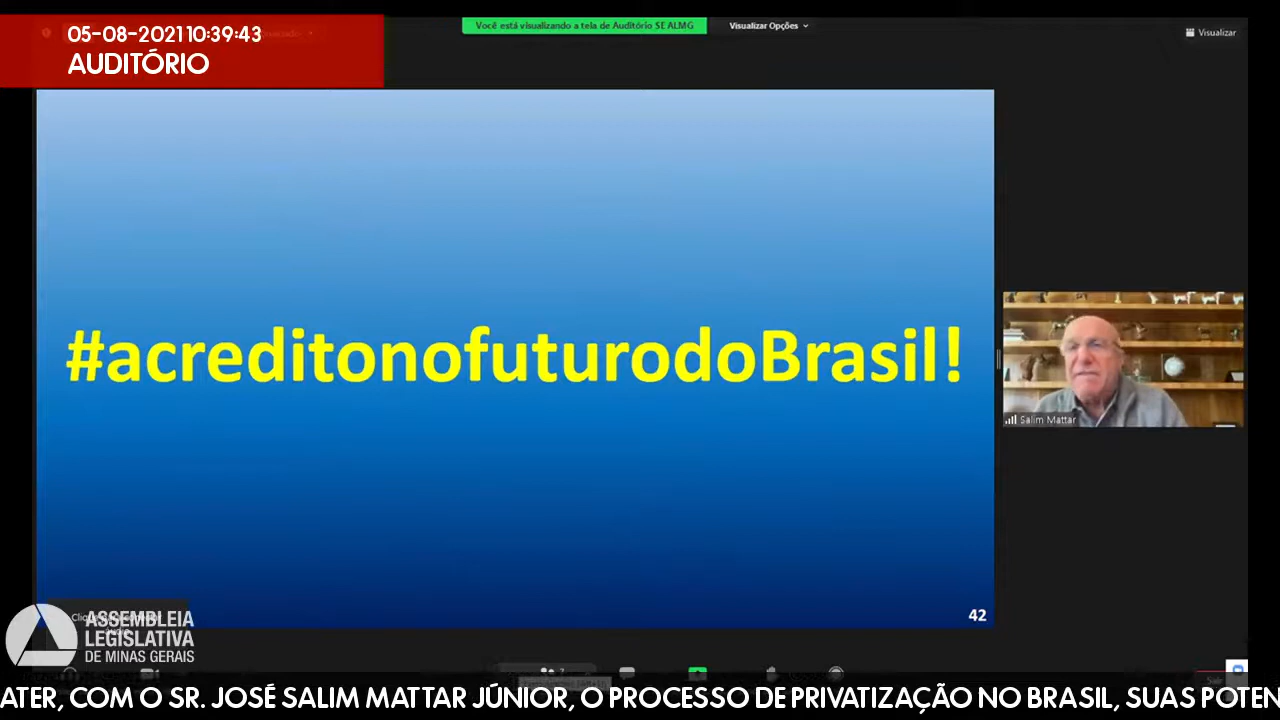 05-08-2021 10:39:43
AUDITÓRIO
Você está visualizando a tela de Auditório SE ALMG
Visualizar Opções
Visualizar
#acreditonofuturodoBrasil!
Salim Mattar
42
ASSEMBLEIA
LEGISLATIVA
DE MINAS GERAIS
Sair
ATER, COM O SR. JOSÉ SALIM MATTAR JÚNIOR, O PROCESSO DE PRIVATIZAÇÃO NO BRASIL, SUAS POTEN